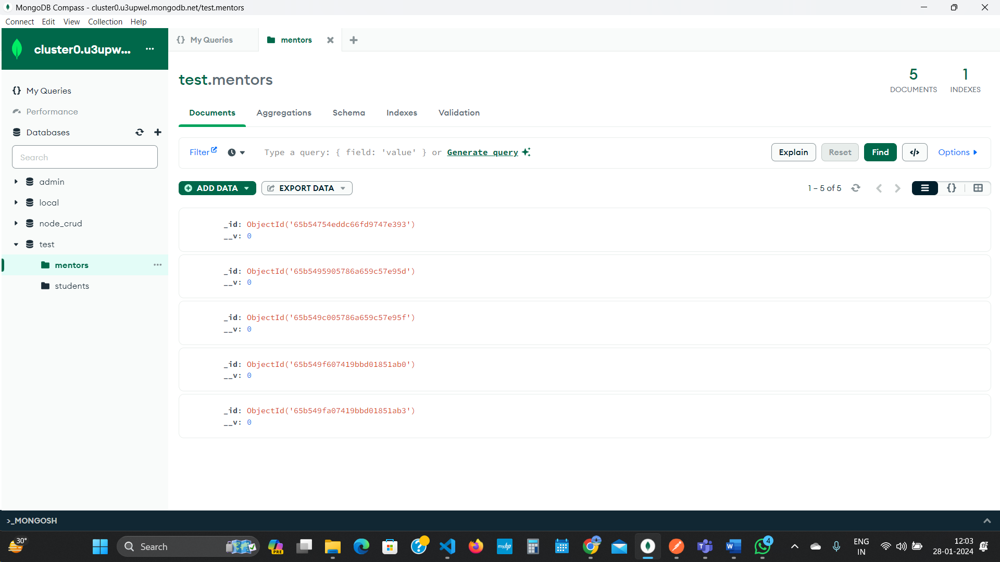 MongoDB Compass - cluster0.u3upwel.mongodb.net/test.mentors
Connect Edit View Collection Help
cluster0.u3upw... ...
{} My Queries
mentors
test.mentors
5
DOCUMENTS
1
INDEXES
{} My Queries
Performance
Databases
Search
admin
local
node_crud
test
mentors
students
Documents Aggregations Schema Indexes Validation
Filter
Type a query: { field: 'value' } or Generate query
Explain Reset Find </> Options
ADD DATA EXPORT DATA
1 – 5 of 5
{}
_id: ObjectId('65b54754eddc66fd9747e393')
__v: 0
_id: ObjectId('65b5495905786a659c57e95d')
__v: 0
_id: ObjectId('65b549c005786a659c57e95f')
__v: 0
_id: ObjectId('65b549f607419bbd01851ab0')
__v: 0
_id: ObjectId('65b549fa07419bbd01851ab3')
__v: 0
>_MONGOSH
30°
Search
PRE
myhp
W
4
ENG
IN
12:03
28-01-2024